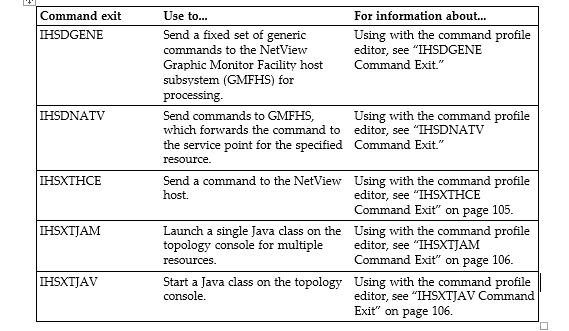 Command exit Use to... For information about...
IHSDGENE Send a fixed set of generic Using with the command profile
commands to the NetView editor, see “IHSDGENE
Graphic Monitor Facility host Command Exit.”
subsystem (GMFHS) for
processing.
IHSDNATV Send commands to GMFHS, Using with the command profile
which forwards the command to editor, see “IHSDNATV
the service point for the specified Command Exit.”
resource.
IHSXTHCE Send a command to the NetView Using with the command profile
host. editor, see “IHSXTHCE
Command Exit” on page 105.
IHSXTJAM Launch a single Java class on the Using with the command profile
topology console for multiple editor, see “IHSXTJAM
resources. Command Exit” on page 106.
IHSXTJAV Start a Java class on the topology Using with the command profile
console. editor, see “IHSXTJAV Command
Exit” on page 106.